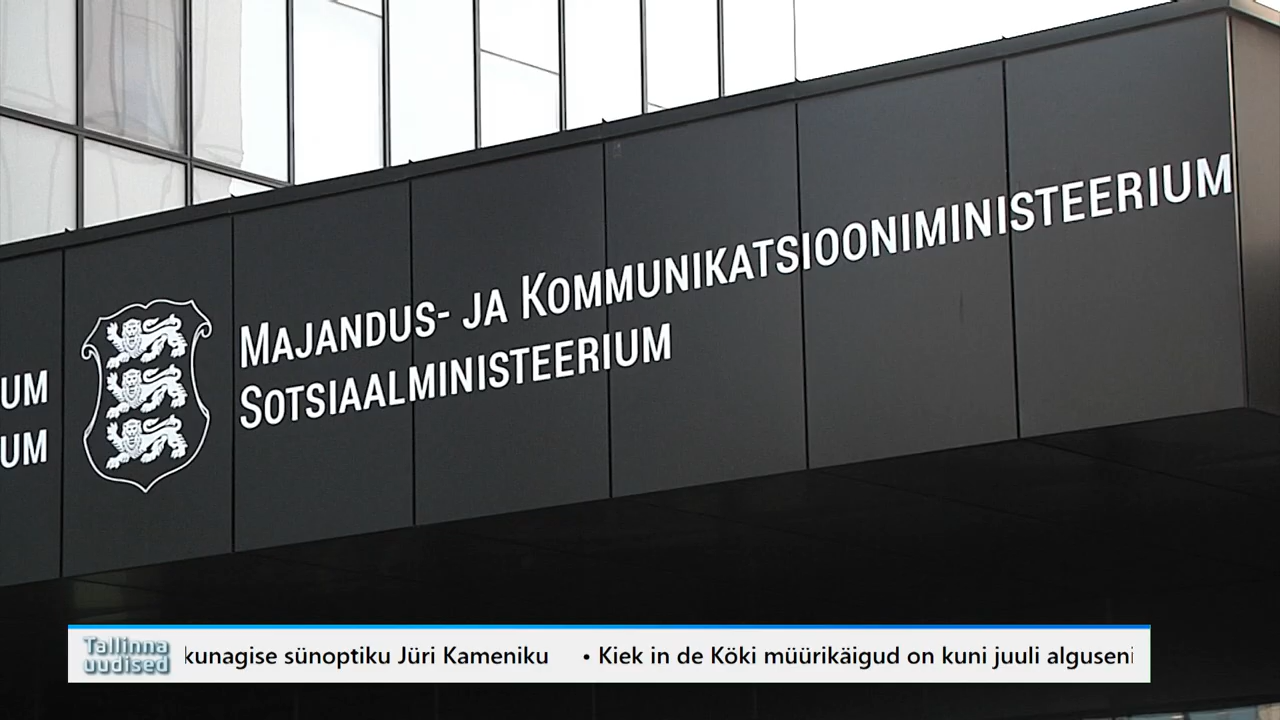 UM
UM
MAJANDUS- JA KOMMUNIKATSIOONIMINISTEERIUM
SOTSIAALMINISTEERIUM
Tallinna
uudised
kunagise sünoptiku Jüri Kameniku • Kiek in de Köki müürikäigud on kuni juuli alguseni